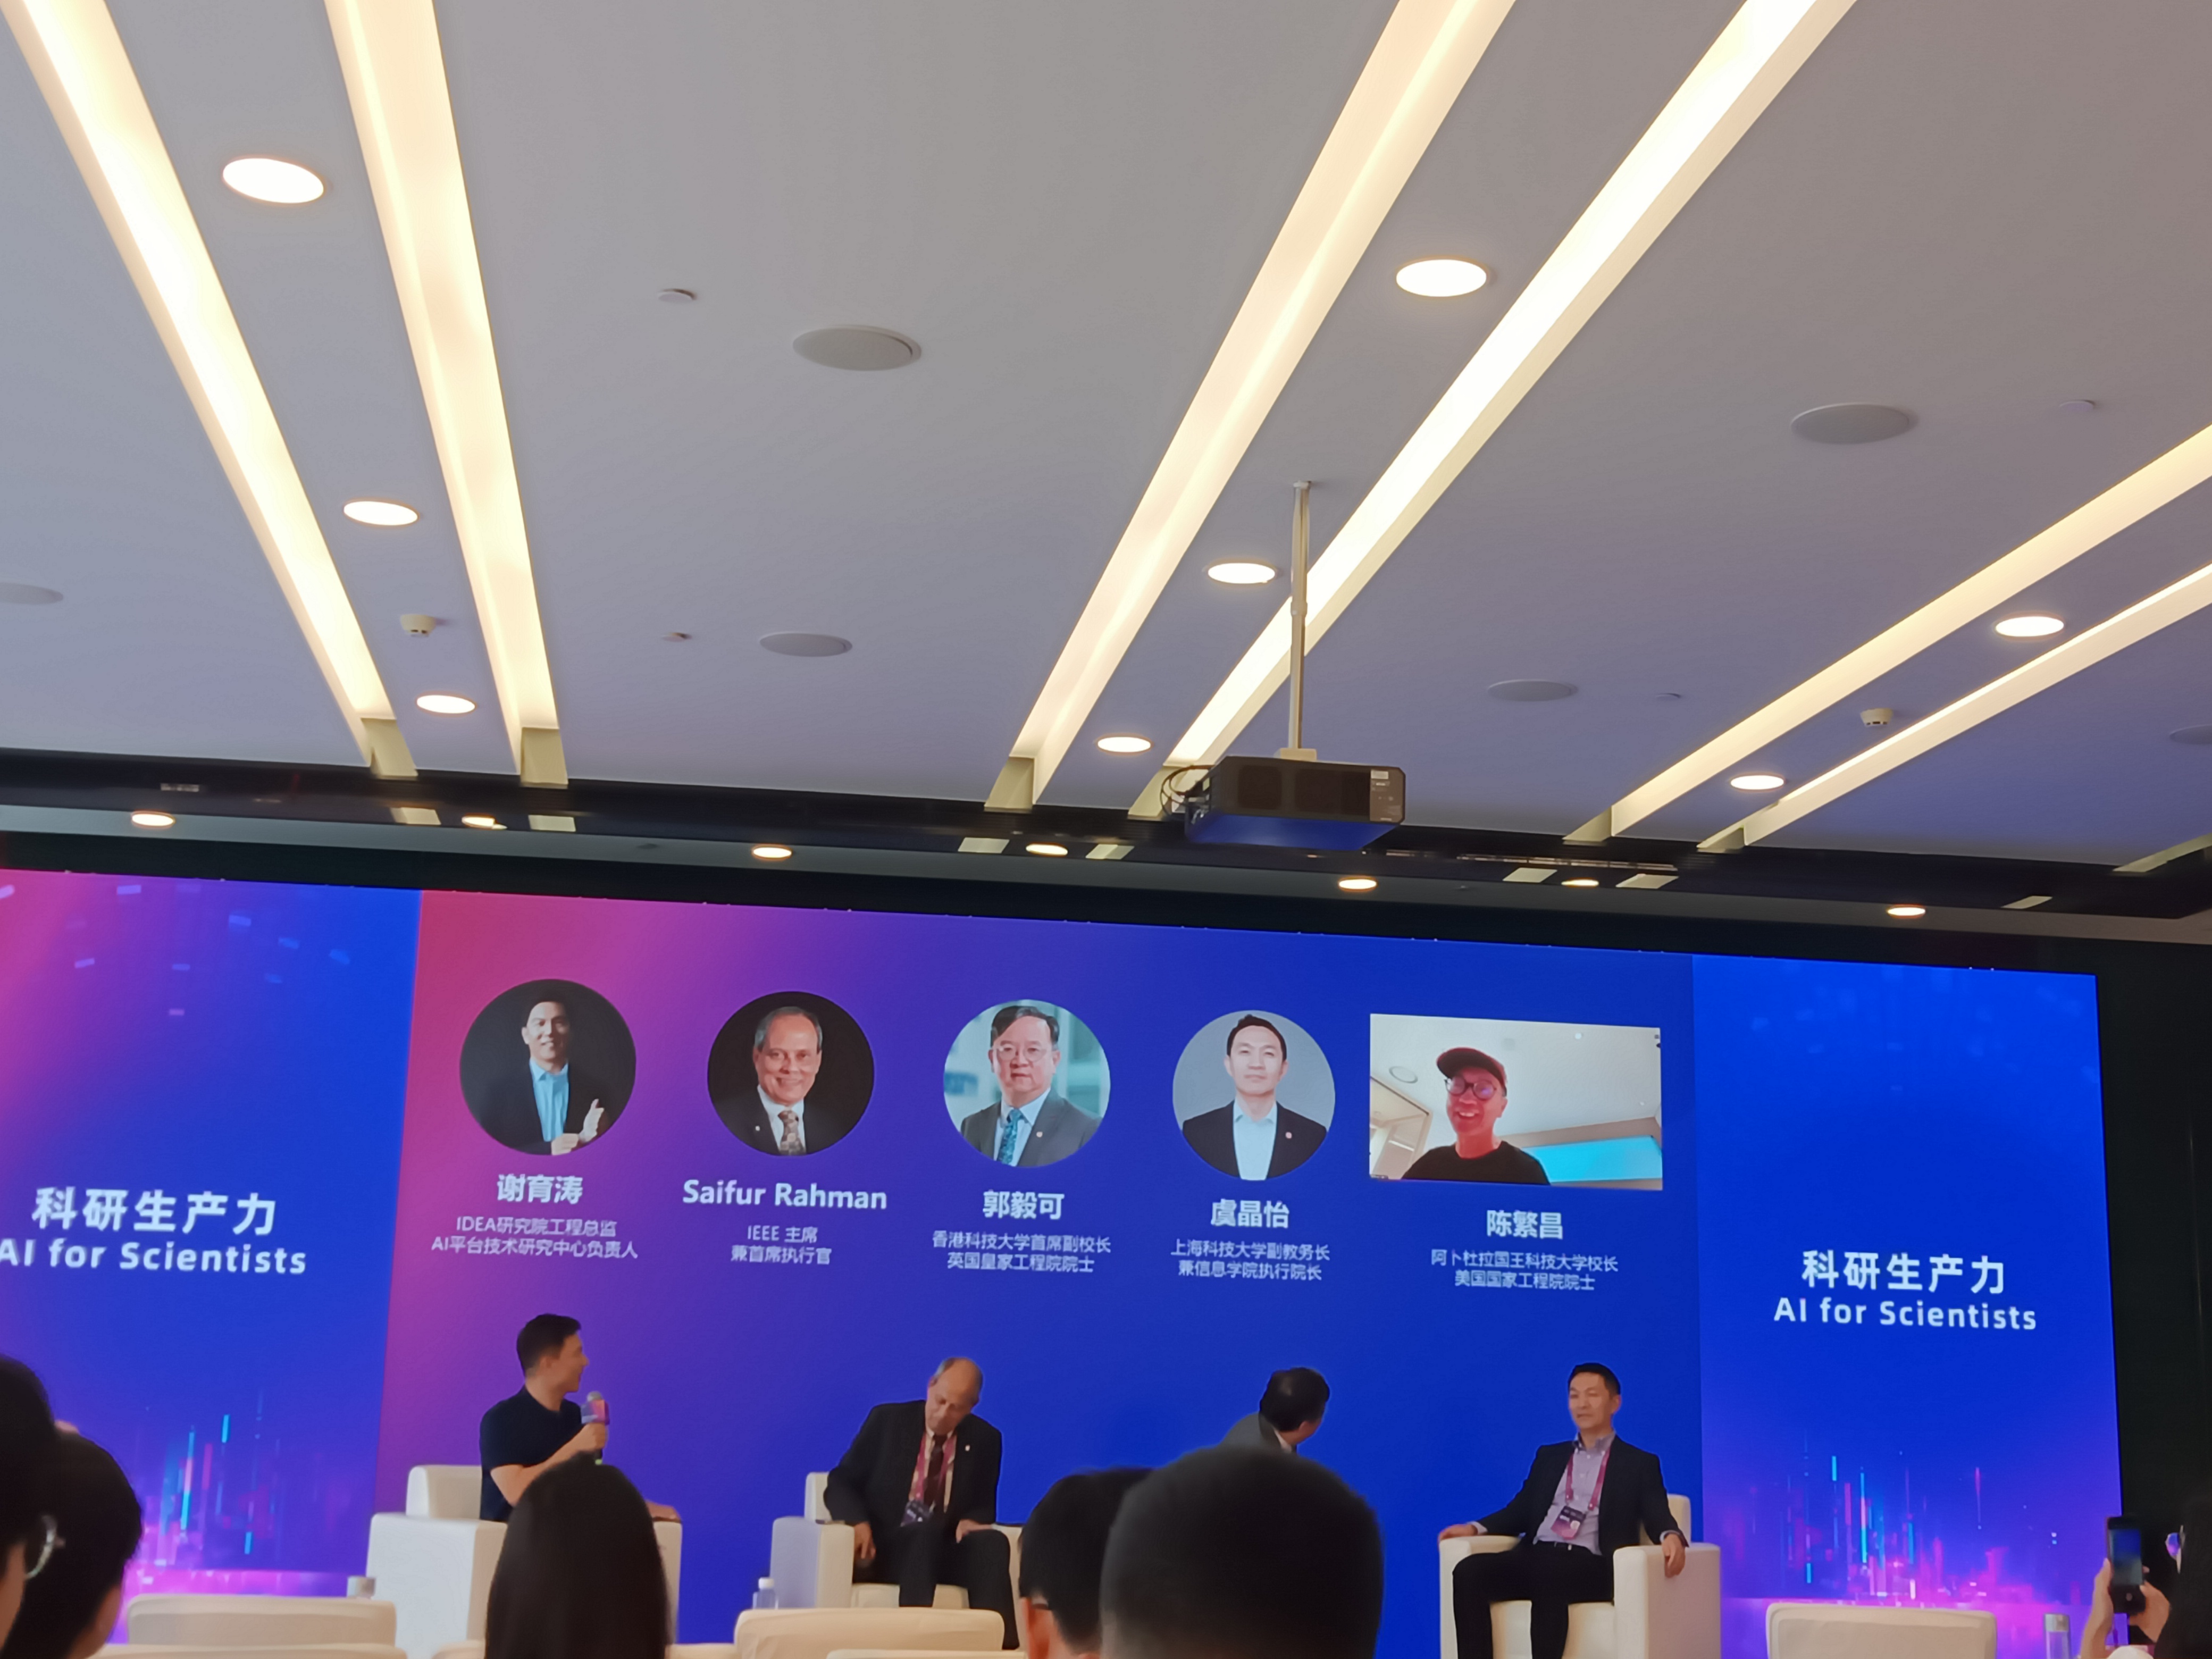 科研生产力
AI for Scientists
谢育涛
IDEA研究院工程总监
AI平台技术研究中心负责人
Saifur Rahman
IEEE 主席
兼首席执行官
郭毅可
香港科技大学首席副校长
英国皇家工程院院士
虞晶怡
上海科技大学副教务长
兼信息学院执行院长
陈繁昌
阿卜杜拉国王科技大学校长
美国国家工程院院士
科研生产力
AI for Scientists